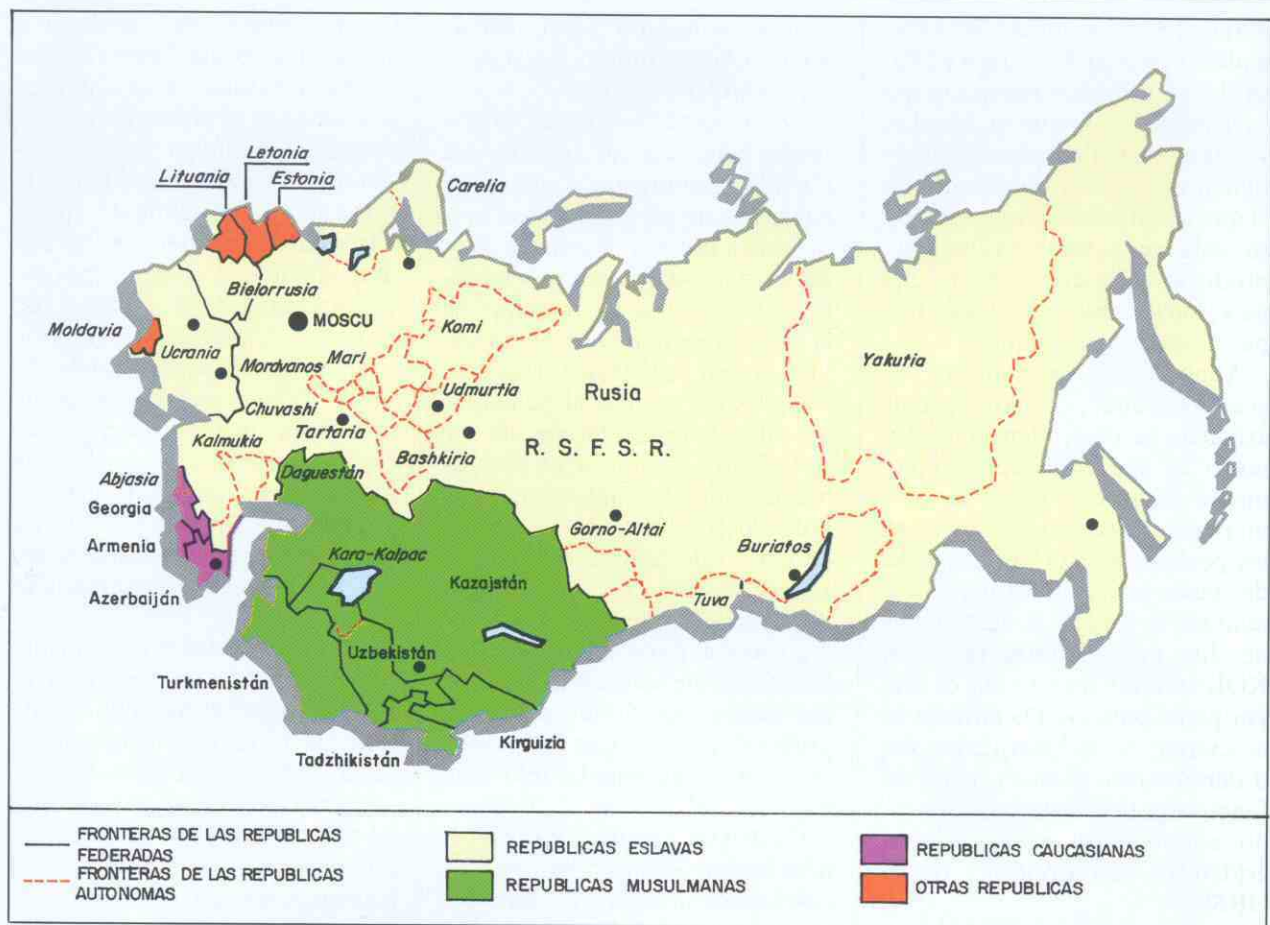 Letonia
Lituania
Estonia
Carelia
Bielorrusia
MOSCU
Komi
Moldavia
Ucrania
Mari
Mordvanos
Udmurtia
Rusia
Yakutia
Chuvashi
Tartaria
Kalmukia
Bashkiria
R. S. F. S. R.
Daguestán
Abjasia
Georgia
Gorno-Altai
Armenia
Kara-Kalpac
Buriatos
Kazajstán
Azerbaiján
Tuva
Uzbekistán
Turkmenistán
Kirguizia
Tadzhikistán
FRONTERAS DE LAS REPUBLICAS
FEDERADAS
FRONTERAS DE LAS REPUBLICAS
AUTONOMAS
REPUBLICAS ESLAVAS
REPUBLICAS MUSULMANAS
REPUBLICAS CAUCASIANAS
OTRAS REPUBLICAS